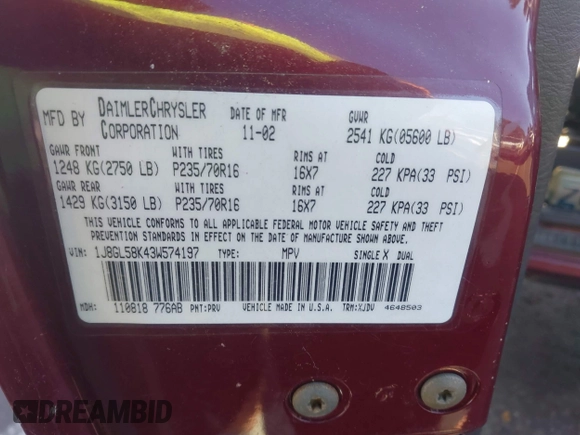 MFD BY DAIMLERCHRYSLER CORPORATION DATE OF MFR 11-02 GVWR 2541 KG(05600 LB)
GAWR FRONT WITH TIRES RIMS AT COLD
1248 KG(2750 LB) P235/70R16 16X7 227 KPA(33 PSI)
GAWR REAR WITH TIRES RIMS AT COLD
1429 KG(3150 LB) P235/70R16 16X7 227 KPA(33 PSI)
THIS VEHICLE CONFORMS TO ALL APPLICABLE FEDERAL MOTOR VEHICLE SAFETY AND
THEFT PREVENTION STANDARDS IN EFFECT ON THE DATE OF MANUFACTURE SHOWN ABOVE.
VIN: 1J8GL58K43W574197 TYPE: MPV SINGLE X DUAL
MDH: 110818 776AB PNT:PRV VEHICLE MADE IN U.S.A. TRM:XJDV 4648503
DREAMBID